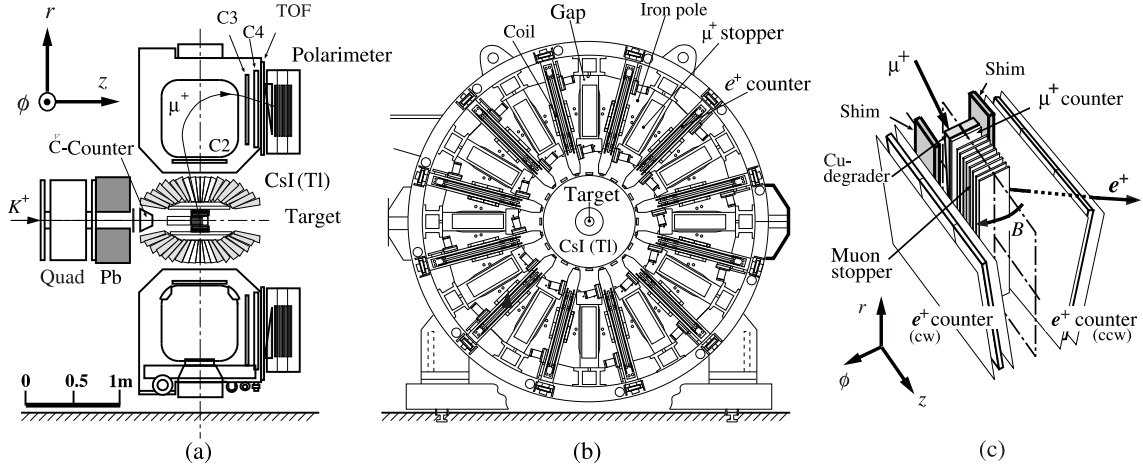 r
z
ϕ
C3
C4
TOF
Polarimeter
μ⁺
C2
Č-Counter
CsI (Tl)
K⁺
Target
Quad
Pb
0
0.5
1m
(a)
Coil
Gap
Iron pole
μ⁺ stopper
e⁺ counter
Target
CsI (Tl)
(b)
μ⁺
Shim
μ⁺ counter
Shim
Cu-
degrader
e⁺
B
Muon
stopper
r
ϕ
z
e⁺ counter
(cw)
e⁺ counter
(ccw)
(c)